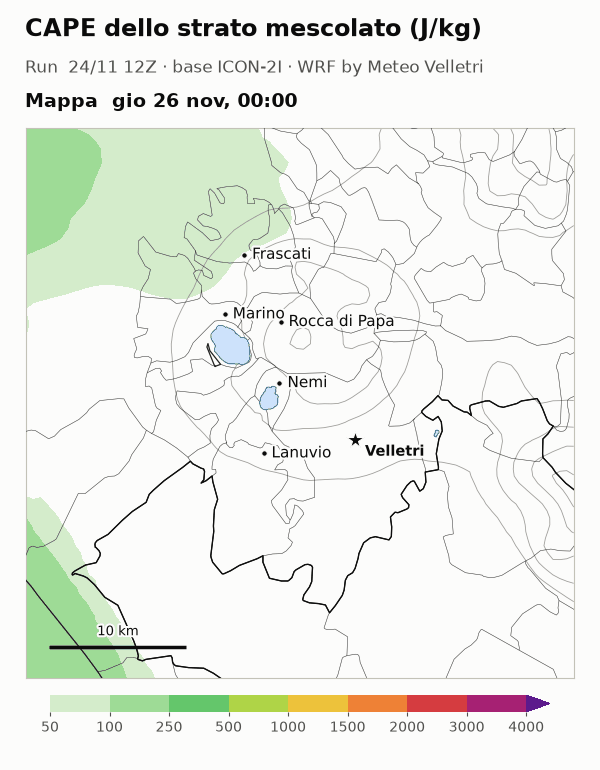 CAPE dello strato mescolato (J/kg)
Run  24/11 12Z · base ICON-2I · WRF by Meteo Velletri
Mappa  gio 26 nov, 00:00
Frascati
Marino
Rocca di Papa
Nemi
Velletri
Lanuvio
10 km
50 100 250 500 1000 1500 2000 3000 4000